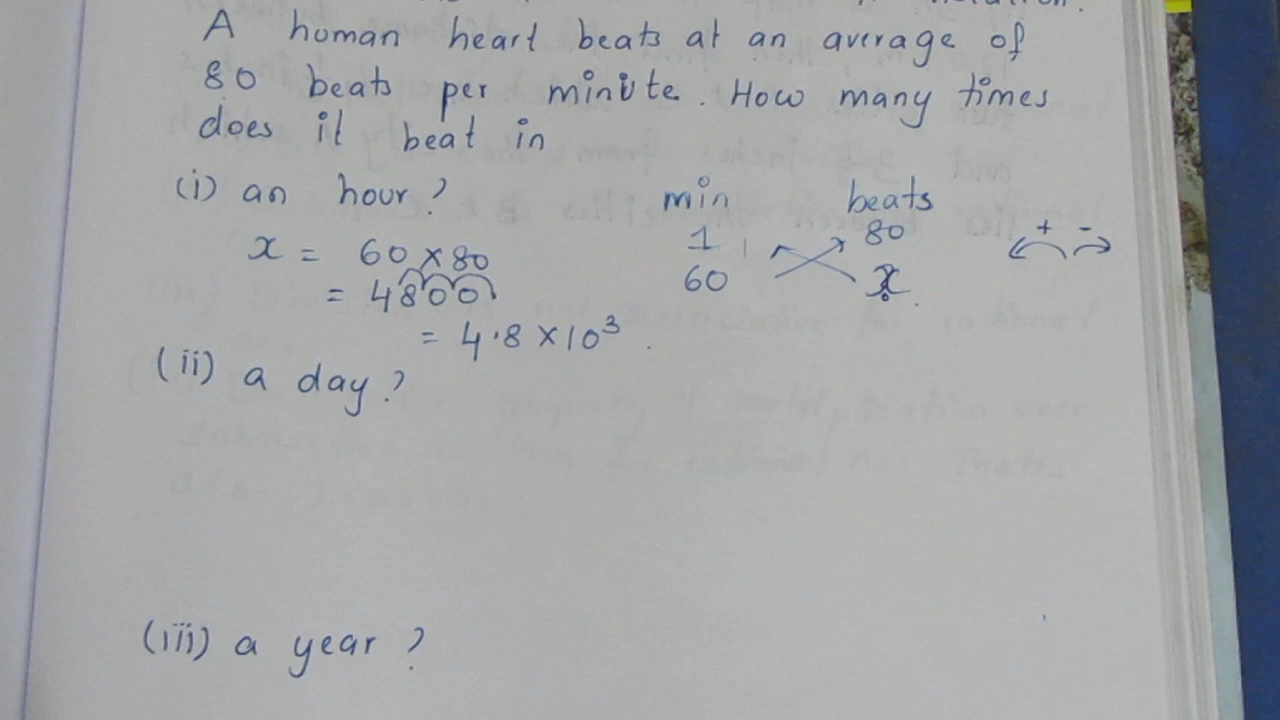 A human heart beats at an average of
80 beats per minute. How many times
does it beat in
(i) an hour?
x = 60 × 80
= 4800
= 4.8 × 10³
min beats
1 80
60 x
+ -
(ii) a day?
(iii) a year?